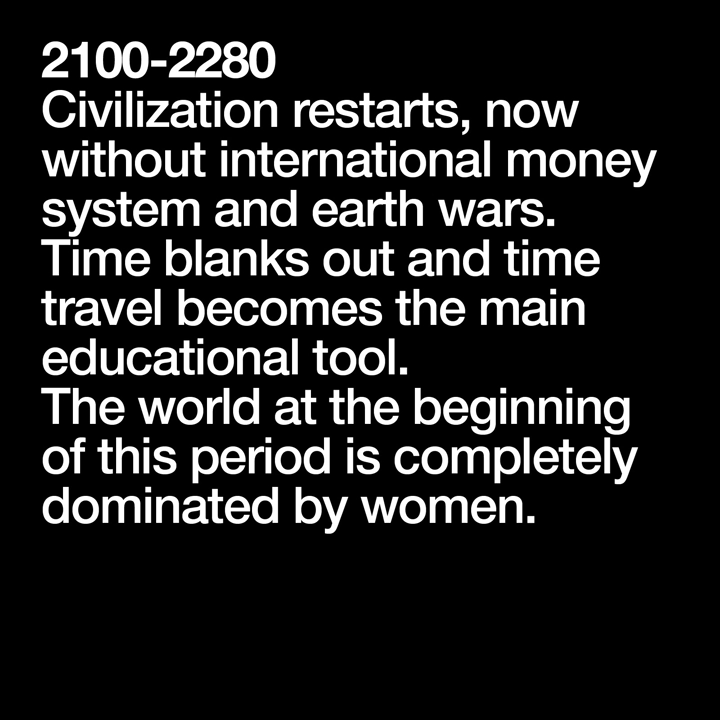 2100-2280
Civilization restarts, now
without international money
system and earth wars.
Time blanks out and time
travel becomes the main
educational tool.
The world at the beginning
of this period is completely
dominated by women.